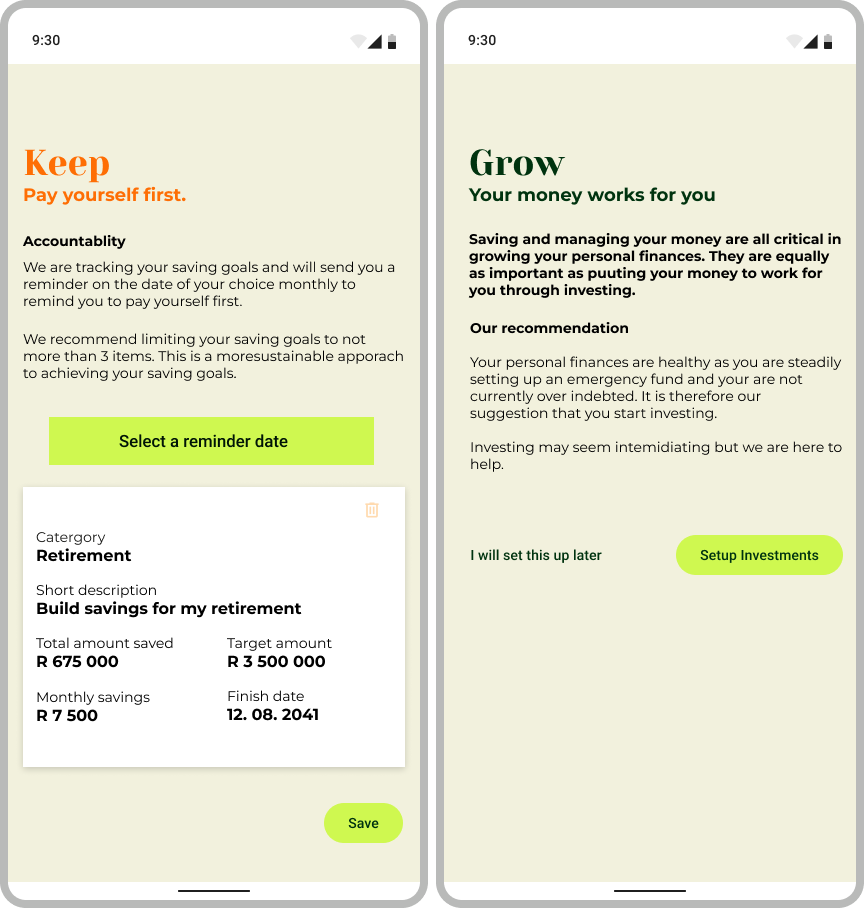 9:30
Keep
Pay yourself first.
Accountablity
We are tracking your saving goals and will send you a
reminder on the date of your choice monthly to
remind you to pay yourself first.
We recommend limiting your saving goals to not
more than 3 items. This is a moresustainable apporach
to achieving your saving goals.
Select a reminder date
Catergory
Retirement
Short description
Build savings for my retirement
Total amount saved
R 675 000
Target amount
R 3 500 000
Monthly savings
R 7 500
Finish date
12. 08. 2041
Save
9:30
Grow
Your money works for you
Saving and managing your money are all critical in
growing your personal finances. They are equally
as important as puuting your money to work for
you through investing.
Our recommendation
Your personal finances are healthy as you are steadily
setting up an emergency fund and your are not
currently over indebted. It is therefore our
suggestion that you start investing.
Investing may seem intemidiating but we are here to
help.
I will set this up later
Setup Investments